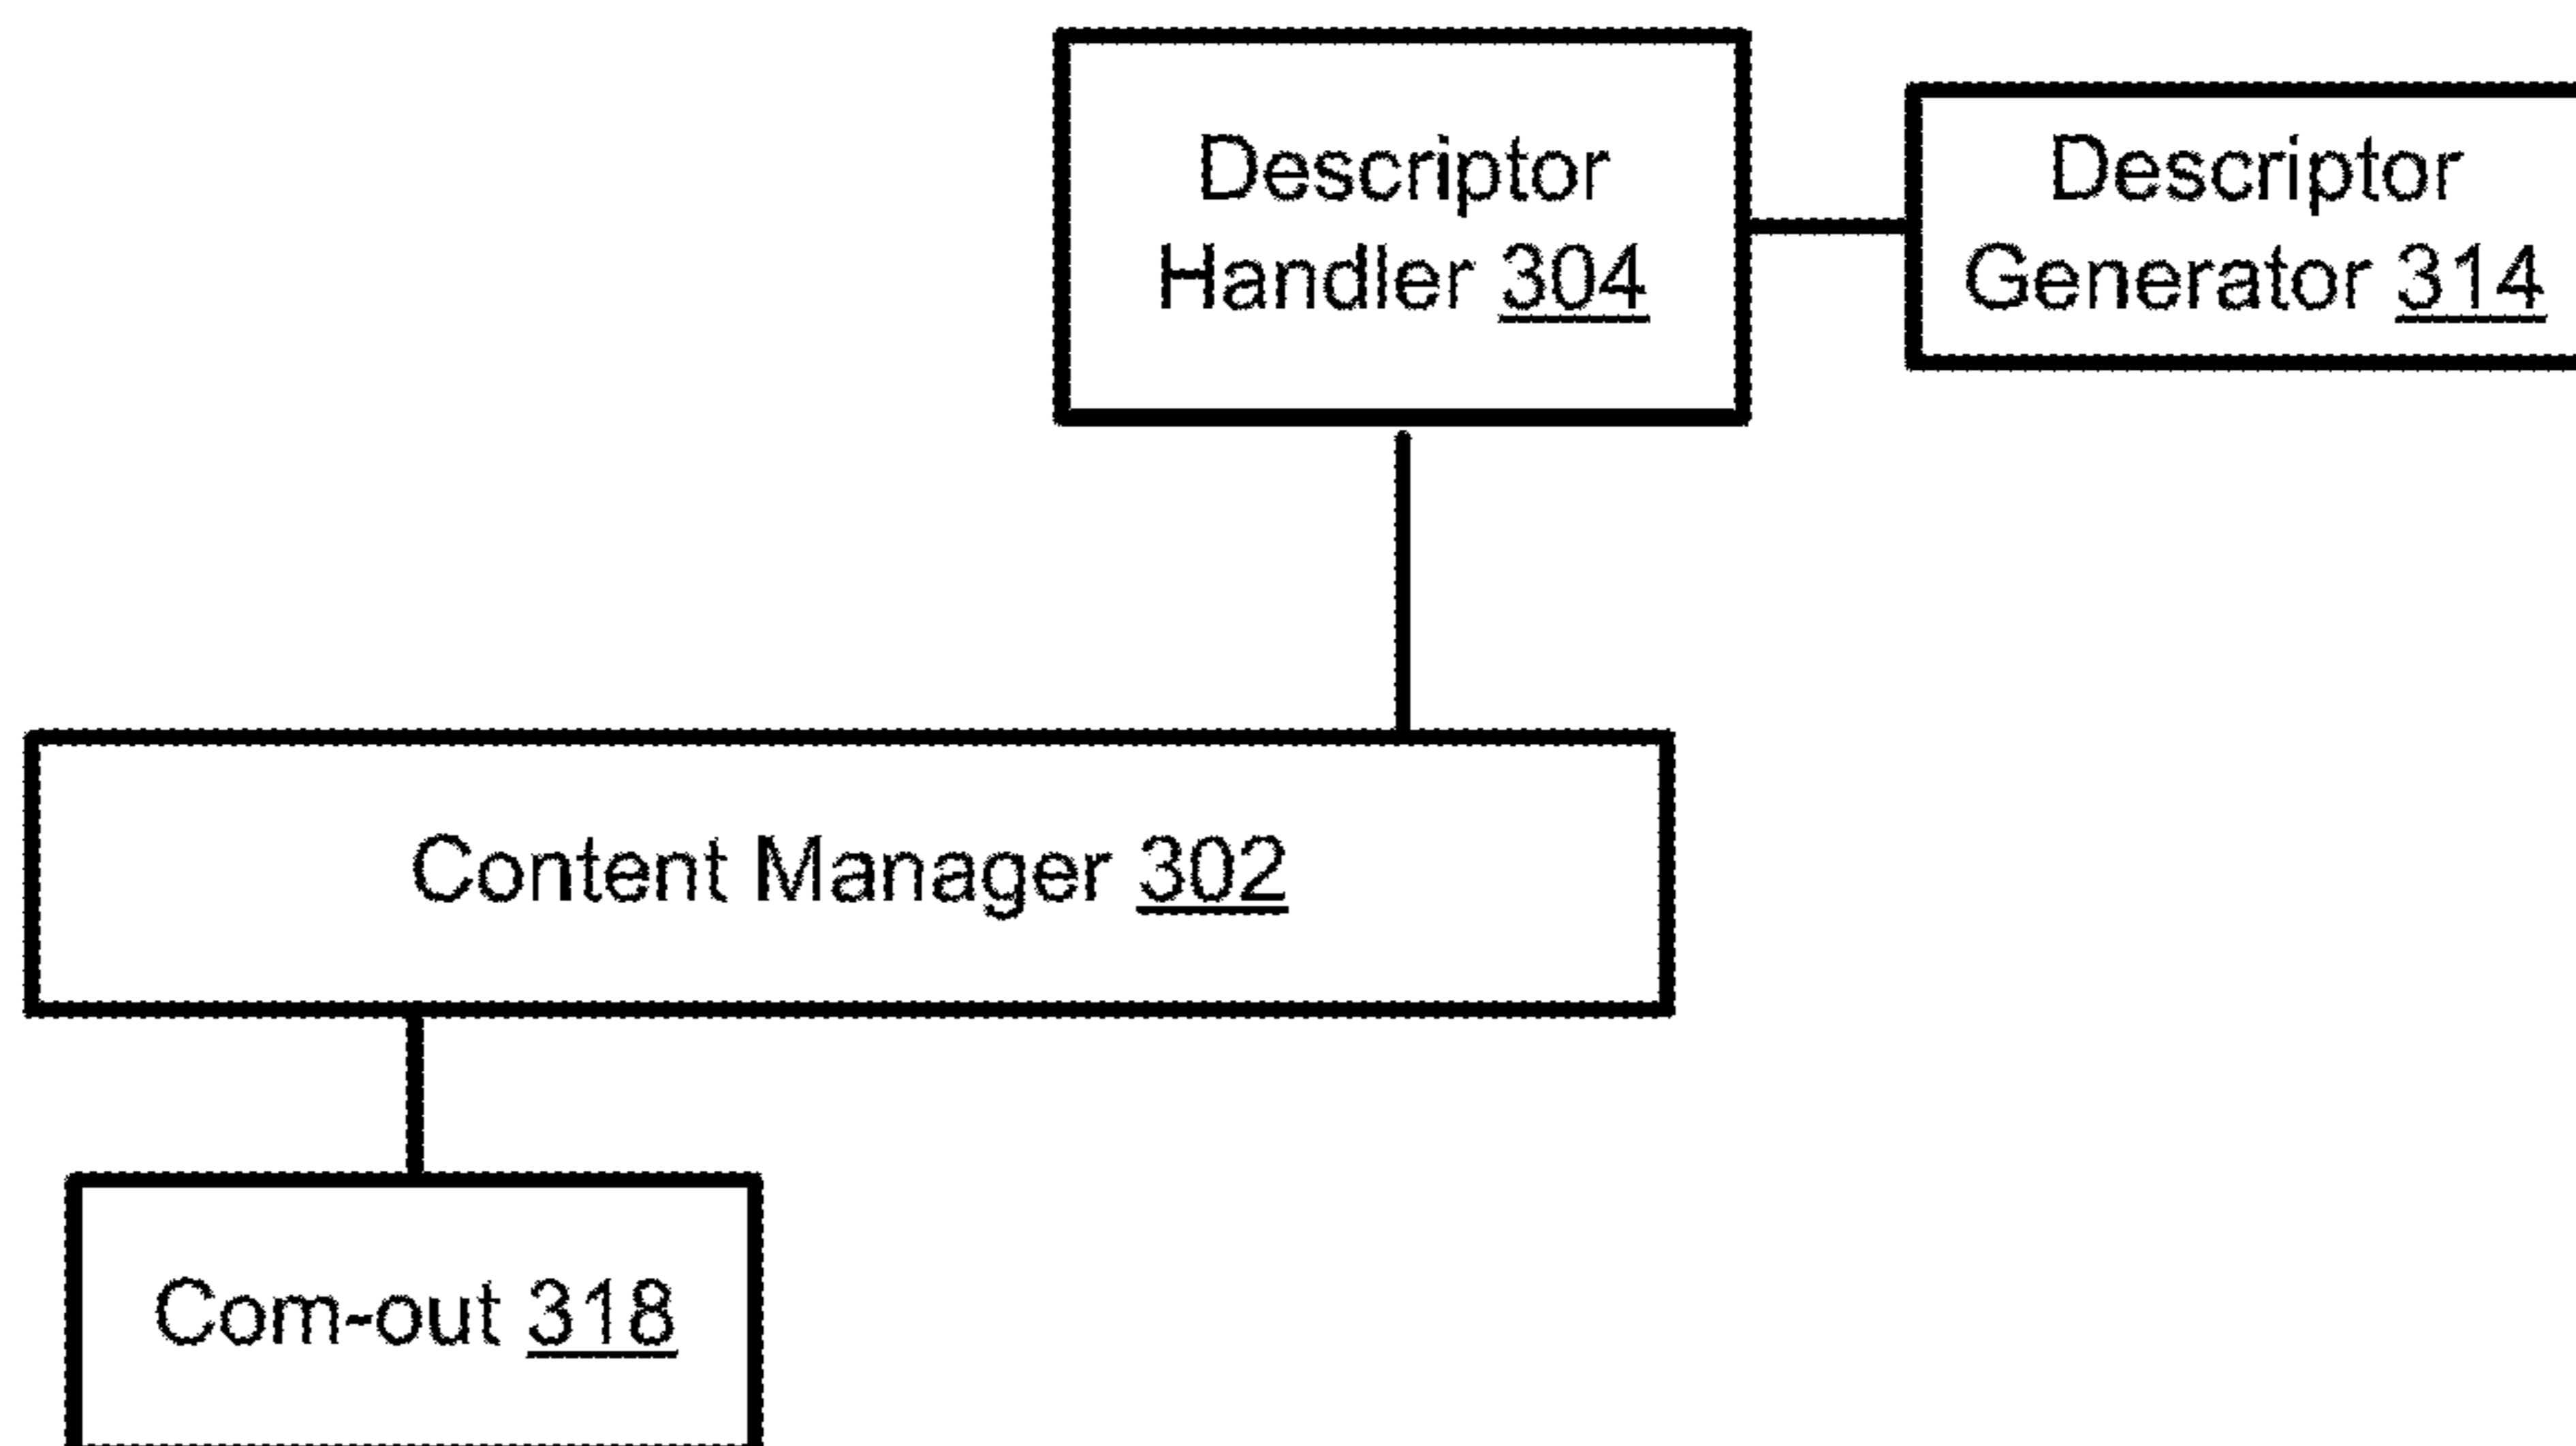 Descriptor
Handler 304
Descriptor
Generator 314
Content Manager 302
Com-out 318